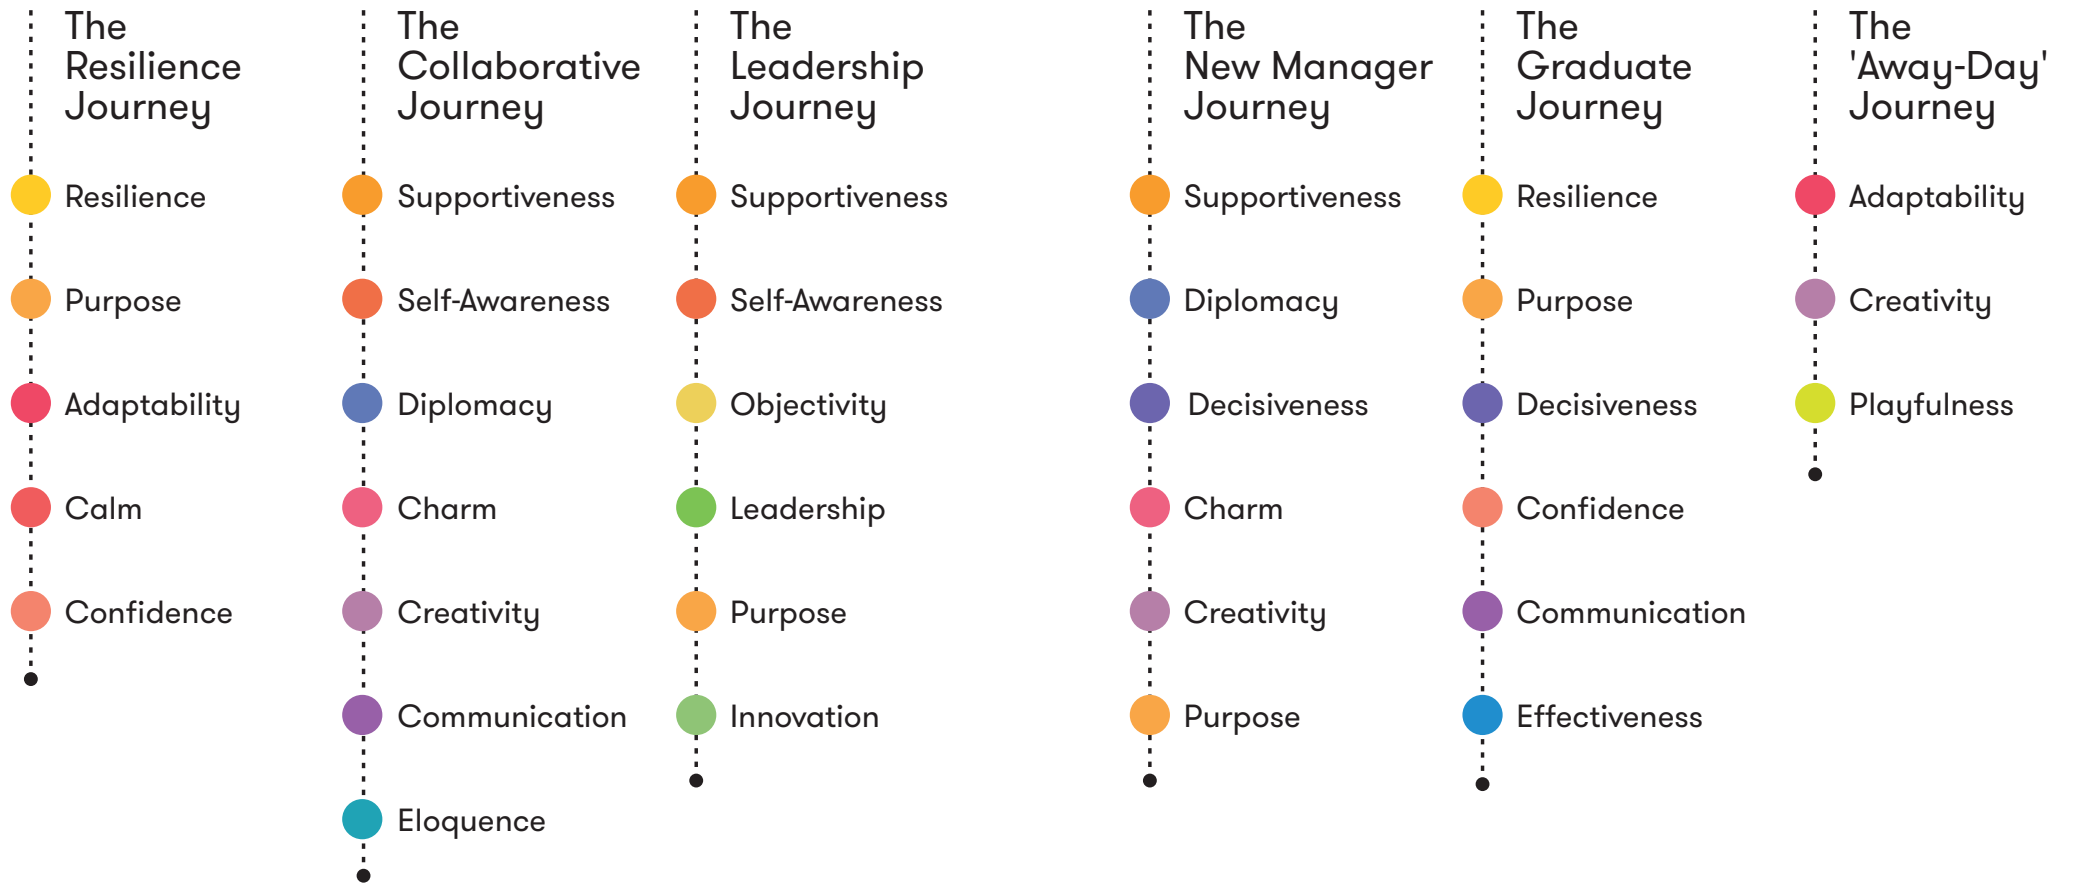 The
Resilience
Journey
Resilience
Purpose
Adaptability
Calm
Confidence
The
Collaborative
Journey
Supportiveness
Self-Awareness
Diplomacy
Charm
Creativity
Communication
Eloquence
The
Leadership
Journey
Supportiveness
Self-Awareness
Objectivity
Leadership
Purpose
Innovation
The
New Manager
Journey
Supportiveness
Diplomacy
Decisiveness
Charm
Creativity
Purpose
The
Graduate
Journey
Resilience
Purpose
Decisiveness
Confidence
Communication
Effectiveness
The
'Away-Day'
Journey
Adaptability
Creativity
Playfulness